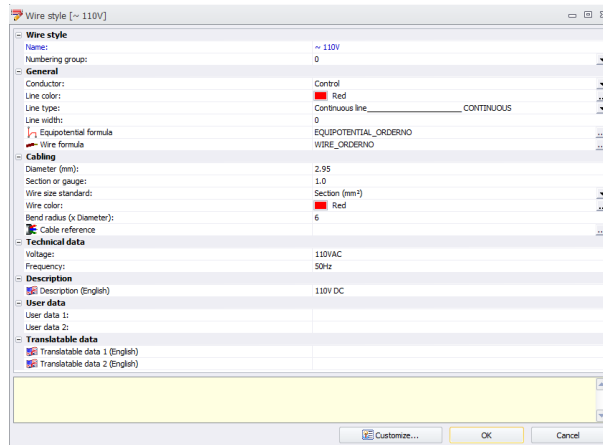 Wire style [~ 110V]
Wire style
Name: ~ 110V
Numbering group: 0
General
Conductor: Control
Line color: Red
Line type: Continuous line____________________CONTINUOUS
Line width: 0
Equipotential formula EQUIPOTENTIAL_ORDERNO
Wire formula WIRE_ORDERNO
Cabling
Diameter (mm): 2.95
Section or gauge: 1.0
Wire size standard: Section (mm²)
Wire color: Red
Bend radius (x Diameter): 6
Cable reference
Technical data
Voltage: 110VAC
Frequency: 50Hz
Description
Description (English) 110V DC
User data
User data 1:
User data 2:
Translatable data
Translatable data 1 (English)
Translatable data 2 (English)
Customize... OK Cancel